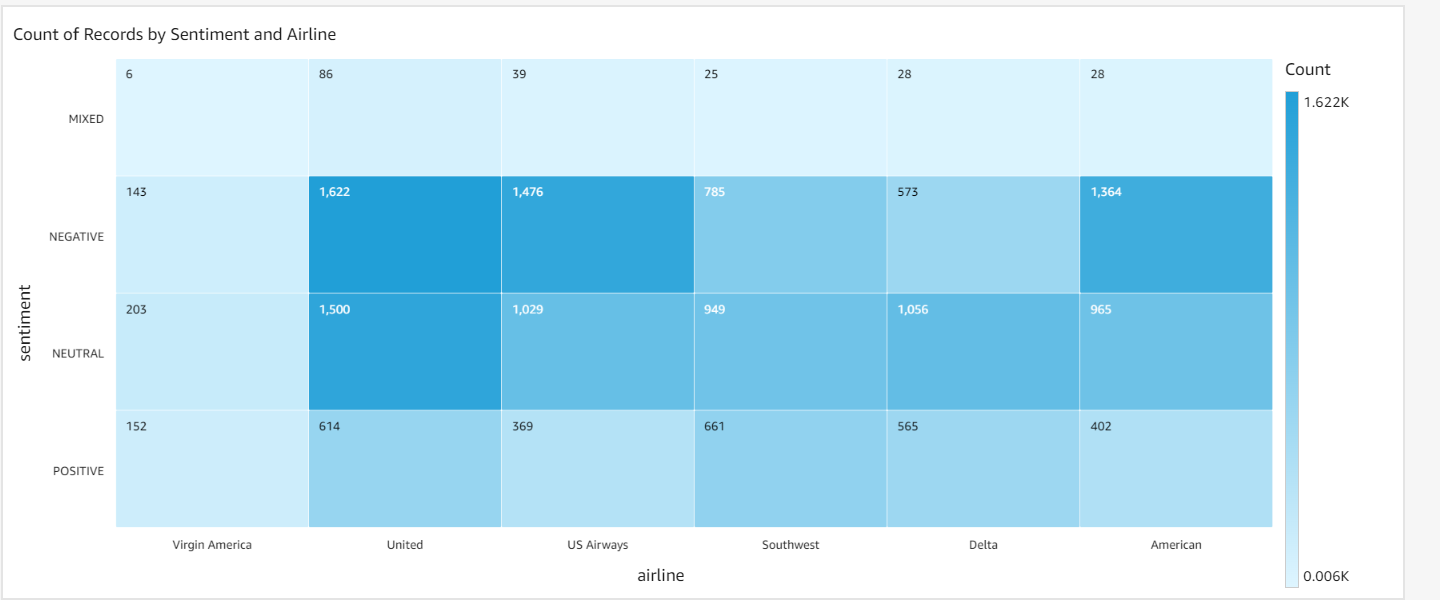 Count of Records by Sentiment and Airline
Count
1.622K
0.006K
sentiment
MIXED 6 86 39 25 28 28
NEGATIVE 143 1,622 1,476 785 573 1,364
NEUTRAL 203 1,500 1,029 949 1,056 965
POSITIVE 152 614 369 661 565 402
Virgin America United US Airways Southwest Delta American
airline